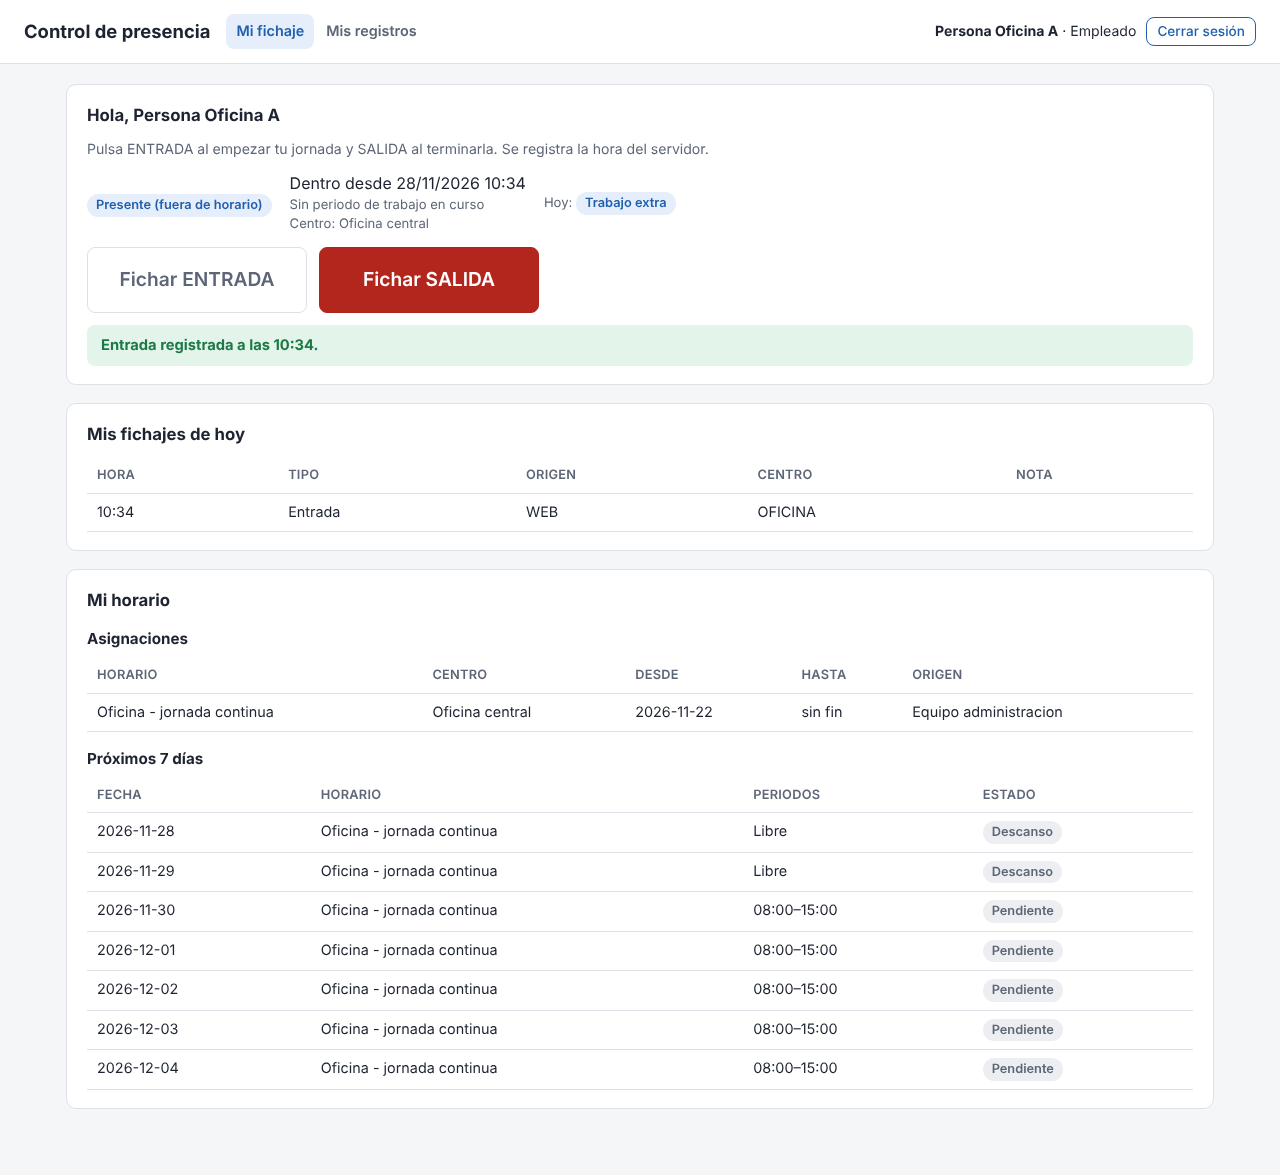 Control de presencia Mi fichaje Mis registros Persona Oficina A · Empleado Cerrar sesión
Hola, Persona Oficina A
Pulsa ENTRADA al empezar tu jornada y SALIDA al terminarla. Se registra la hora del servidor.
Presente (fuera de horario)
Dentro desde 28/11/2026 10:34
Sin periodo de trabajo en curso
Centro: Oficina central
Hoy: Trabajo extra
Fichar ENTRADA Fichar SALIDA
Entrada registrada a las 10:34.
Mis fichajes de hoy
HORA TIPO ORIGEN CENTRO NOTA
10:34 Entrada WEB OFICINA
Mi horario
Asignaciones
HORARIO CENTRO DESDE HASTA ORIGEN
Oficina - jornada continua Oficina central 2026-11-22 sin fin Equipo administracion
Próximos 7 días
FECHA HORARIO PERIODOS ESTADO
2026-11-28 Oficina - jornada continua Libre Descanso
2026-11-29 Oficina - jornada continua Libre Descanso
2026-11-30 Oficina - jornada continua 08:00–15:00 Pendiente
2026-12-01 Oficina - jornada continua 08:00–15:00 Pendiente
2026-12-02 Oficina - jornada continua 08:00–15:00 Pendiente
2026-12-03 Oficina - jornada continua 08:00–15:00 Pendiente
2026-12-04 Oficina - jornada continua 08:00–15:00 Pendiente